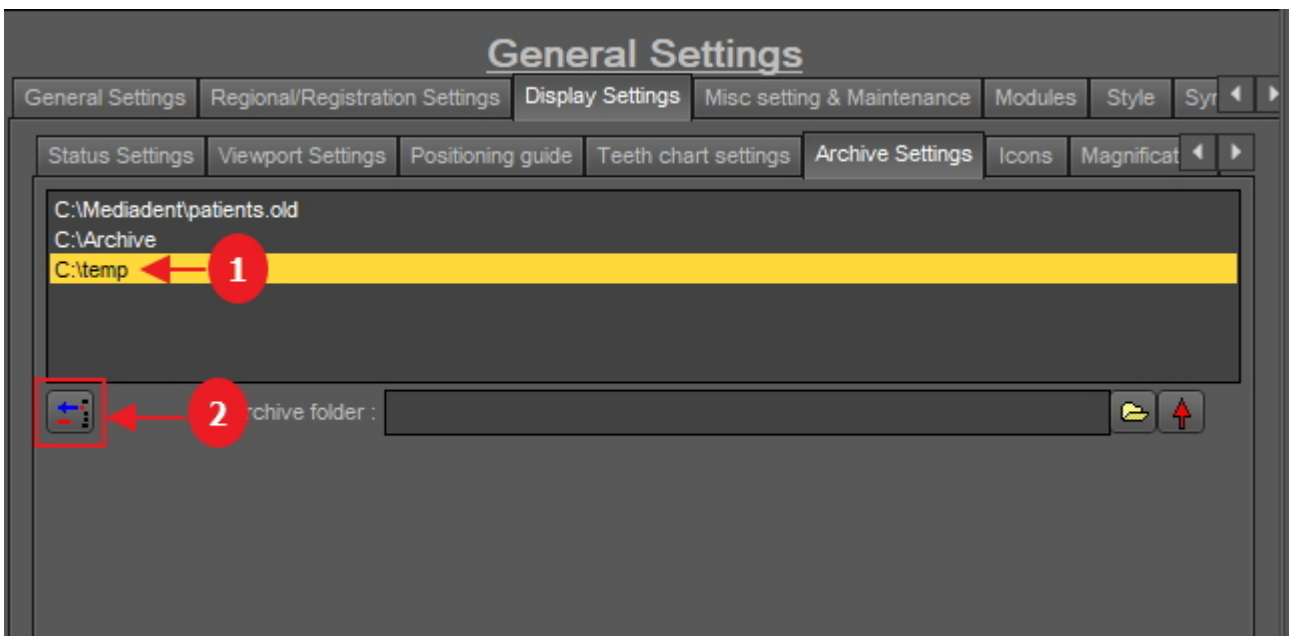 General Settings
General Settings Regional/Registration Settings Display Settings Misc setting & Maintenance Modules Style Syr
Status Settings Viewport Settings Positioning guide Teeth chart settings Archive Settings Icons Magnificat
C:\Mediadent\patients.old
C:\Archive
C:\temp 1
2 rchive folder :